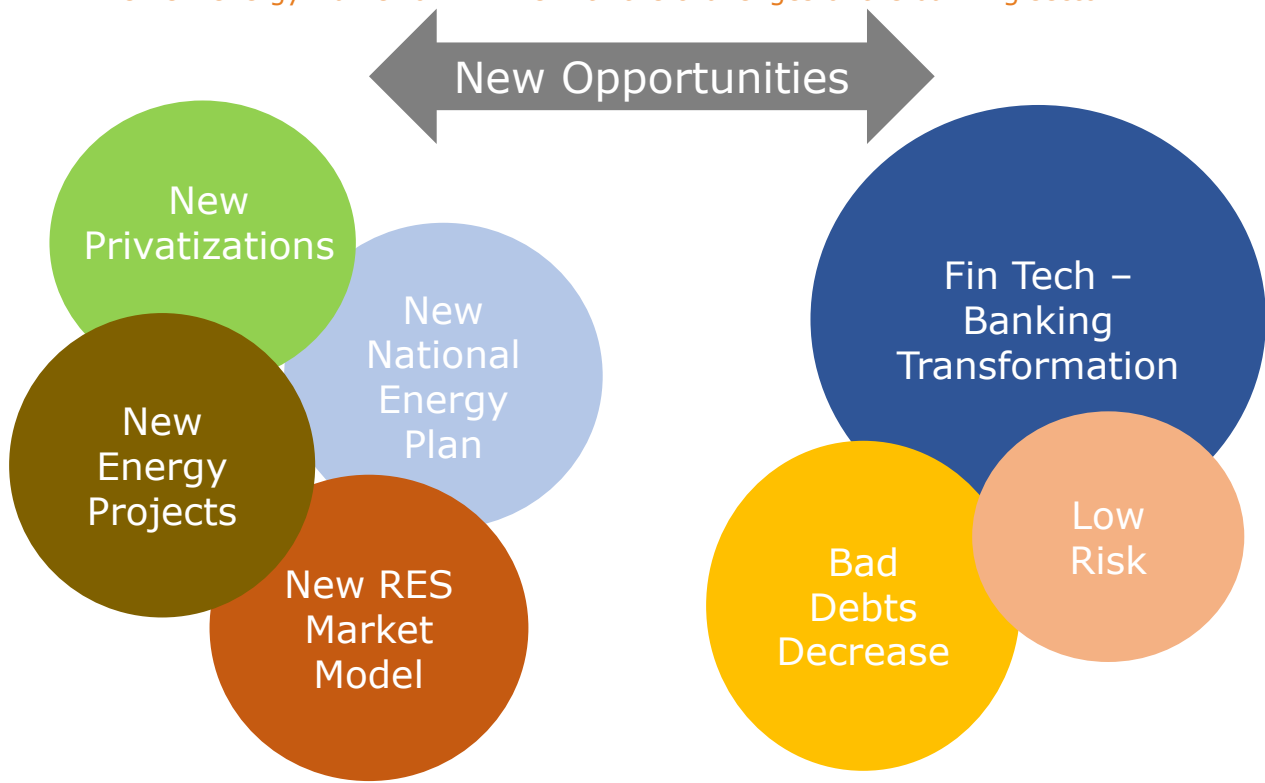 New Opportunities
New
Privatizations
New
National
Energy
Plan
New
Energy
Projects
New RES
Market
Model
Fin Tech –
Banking
Transformation
Low
Risk
Bad
Debts
Decrease